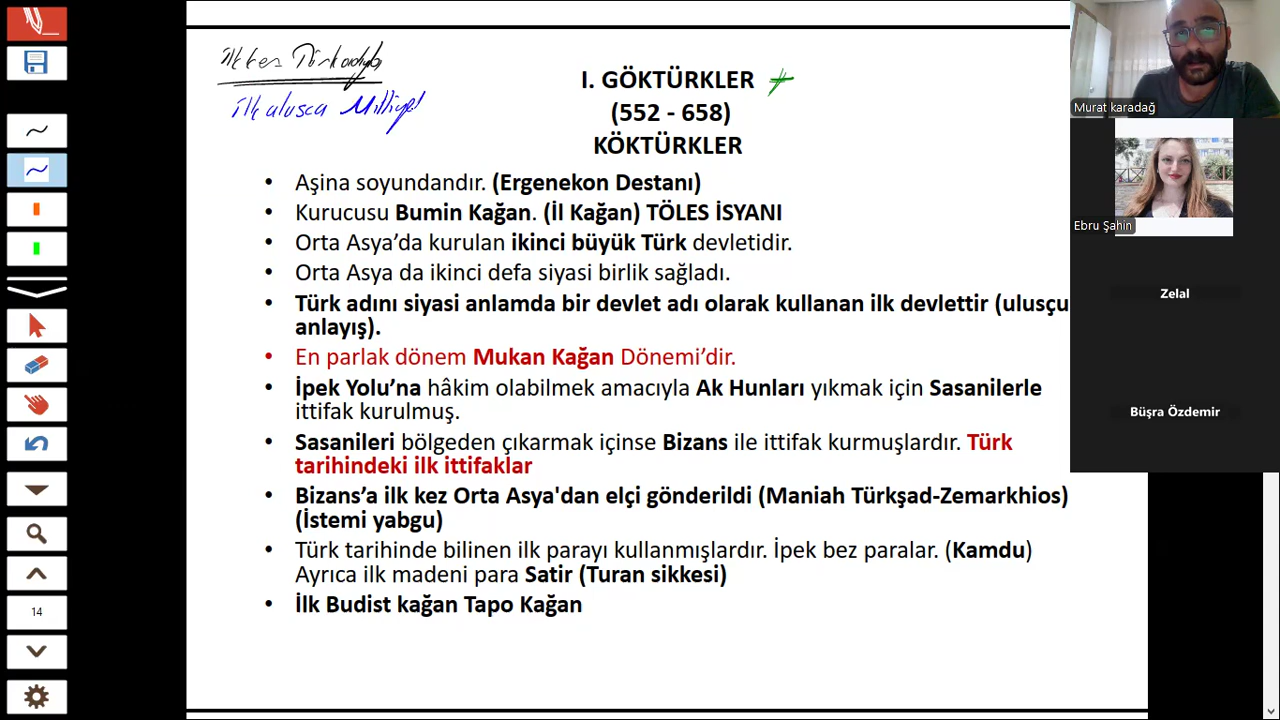 I. GÖKTÜRKLER
(552 - 658)
KÖKTÜRKLER
• Aşina soyundandır. (Ergenekon Destanı)
• Kurucusu Bumin Kağan. (İl Kağan) TÖLES İSYANI
• Orta Asya’da kurulan ikinci büyük Türk devletidir.
• Orta Asya da ikinci defa siyasi birlik sağladı.
• Türk adını siyasi anlamda bir devlet adı olarak kullanan ilk devlettir (ulusçu
anlayış).
• En parlak dönem Mukan Kağan Dönemi’dir.
• İpek Yolu’na hâkim olabilmek amacıyla Ak Hunları yıkmak için Sasanilerle
ittifak kurulmuş.
• Sasanileri bölgeden çıkarmak içinse Bizans ile ittifak kurmuşlardır. Türk
tarihindeki ilk ittifaklar
• Bizans’a ilk kez Orta Asya'dan elçi gönderildi (Maniah Türkşad-Zemarkhios)
(İstemi yabgu)
• Türk tarihinde bilinen ilk parayı kullanmışlardır. İpek bez paralar. (Kamdu)
Ayrıca ilk madeni para Satir (Turan sikkesi)
• İlk Budist kağan Tapo Kağan
14
Murat karadağ
Ebru Şahin
Zelal
Büşra Özdemir